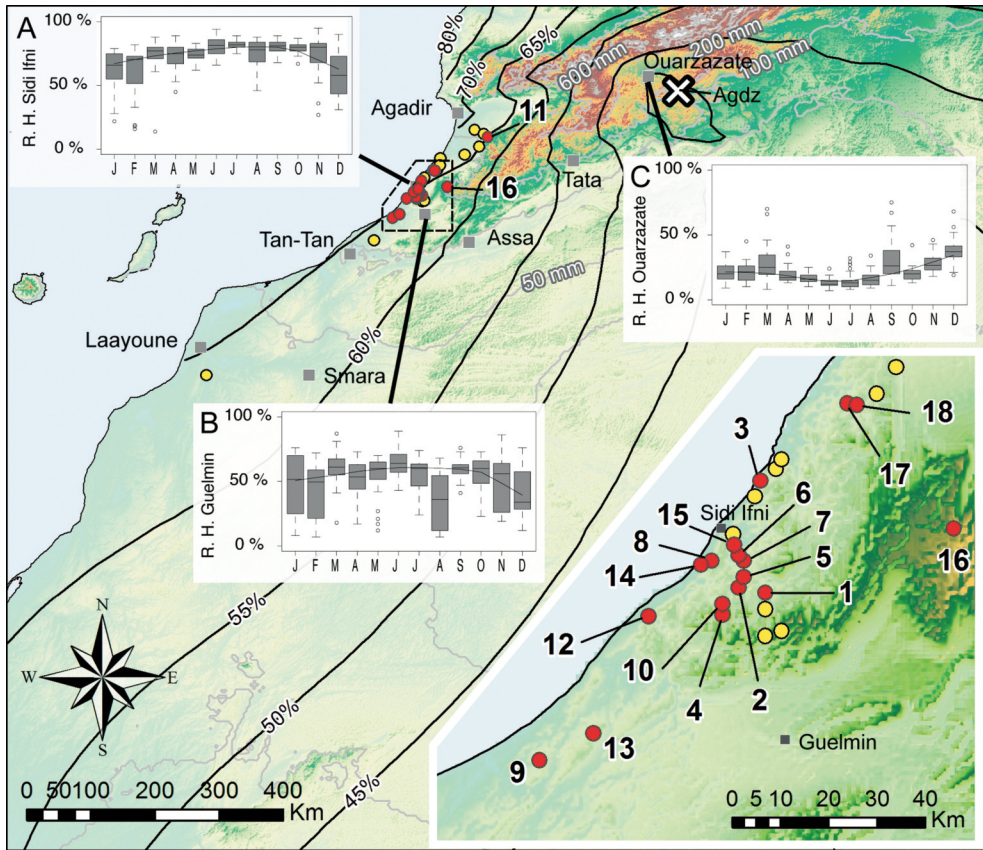 A
R. H. Sidi Ifni
100 %
50 %
0 %
J F M A M J J A S O N D
80%
65%
70%
600 mm
200 mm
100 mm
Ouarzazate
Agdz
Agadir
11
16
Tata
Tan-Tan
Assa
50 mm
Laayoune
Smara
60%
C
R. H. Ouarzazate
100 %
50 %
0 %
J F M A M J J A S O N D
B
R. H. Guelmin
100 %
50 %
0 %
J F M A M J J A S O N D
55%
50%
45%
N
W E
S
0 50 100 200 300 400
Km
18
17
3
Sidi Ifni
15
6
7
8
5
16
14
1
12
10
4
2
Guelmin
13
9
0 5 10 20 30 40
Km